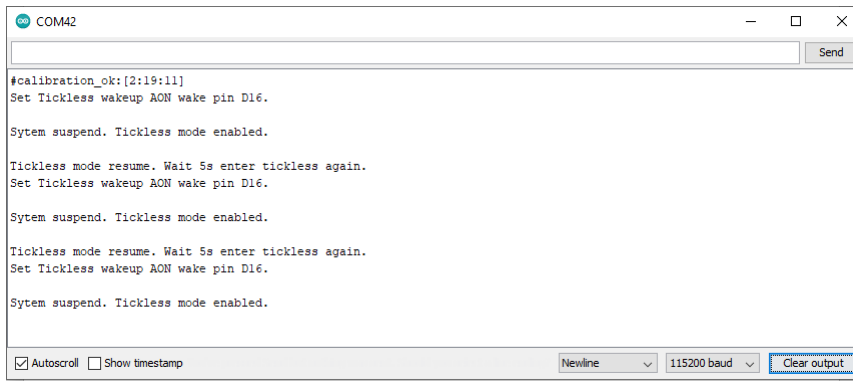 COM42
Send
#calibration_ok:[2:19:11]
Set Tickless wakeup AON wake pin D16.
Sytem suspend. Tickless mode enabled.
Tickless mode resume. Wait 5s enter tickless again.
Set Tickless wakeup AON wake pin D16.
Sytem suspend. Tickless mode enabled.
Tickless mode resume. Wait 5s enter tickless again.
Set Tickless wakeup AON wake pin D16.
Sytem suspend. Tickless mode enabled.
Autoscroll Show timestamp Newline 115200 baud Clear output